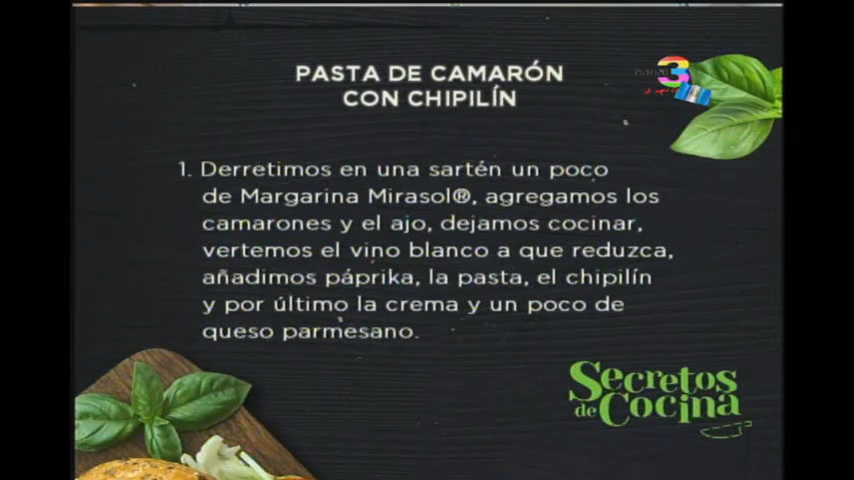 PASTA DE CAMARÓN
CON CHIPILÍN
3
1. Derretimos en una sartén un poco
de Margarina Mirasol®, agregamos los
camarones y el ajo, dejamos cocinar,
vertemos el vino blanco a que reduzca,
añadimos páprika, la pasta, el chipilín
y por último la crema y un poco de
queso parmesano.
Secretos
de Cocina